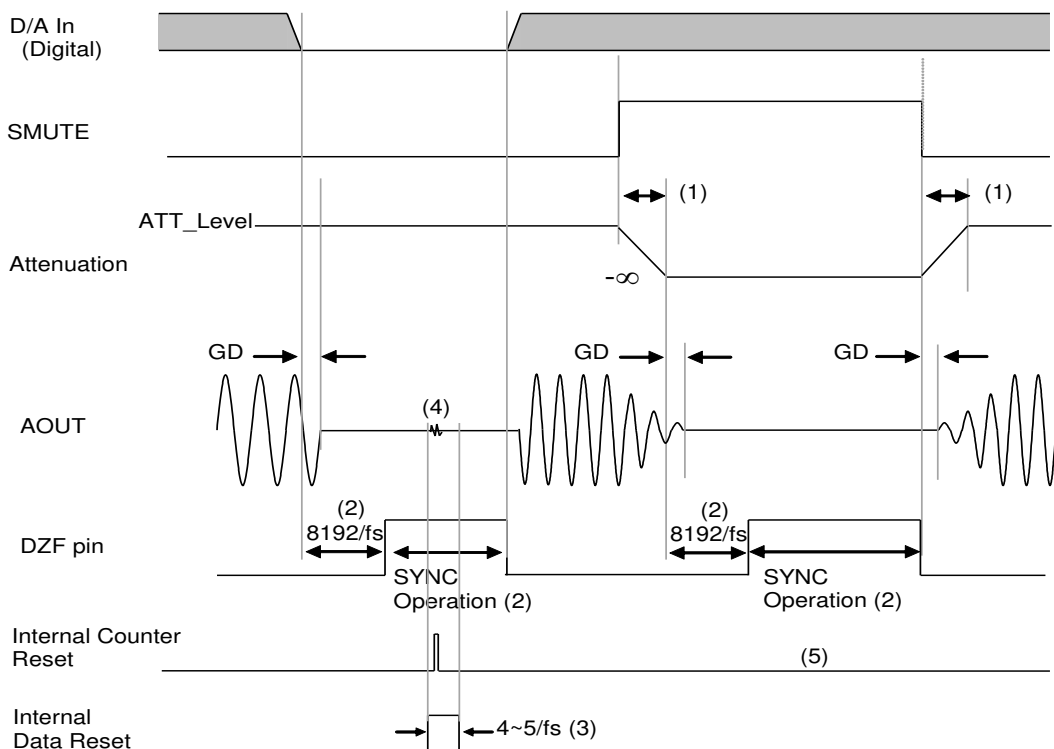 D/A In
(Digital)
SMUTE
(1)
(1)
ATT_Level
Attenuation
-∞
GD
GD
GD
(4)
AOUT
(2)
8192/fs
(2)
8192/fs
DZF pin
SYNC
Operation (2)
SYNC
Operation (2)
Internal Counter
Reset
(5)
Internal
Data Reset
4~5/fs (3)